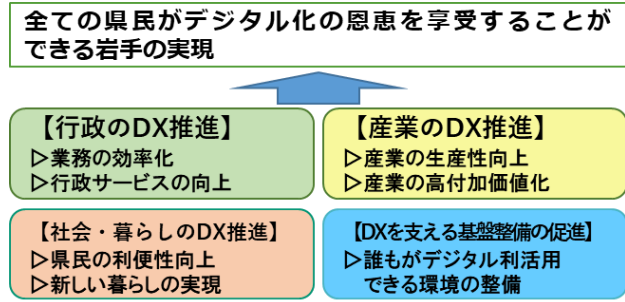 全ての県民がデジタル化の恩恵を享受することが
できる岩手の実現
【行政のDX推進】
▷業務の効率化
▷行政サービスの向上
【産業のDX推進】
▷産業の生産性向上
▷産業の高付加価値化
【社会・暮らしのDX推進】
▷県民の利便性向上
▷新しい暮らしの実現
【DXを支える基盤整備の促進】
▷誰もがデジタル利活用
できる環境の整備